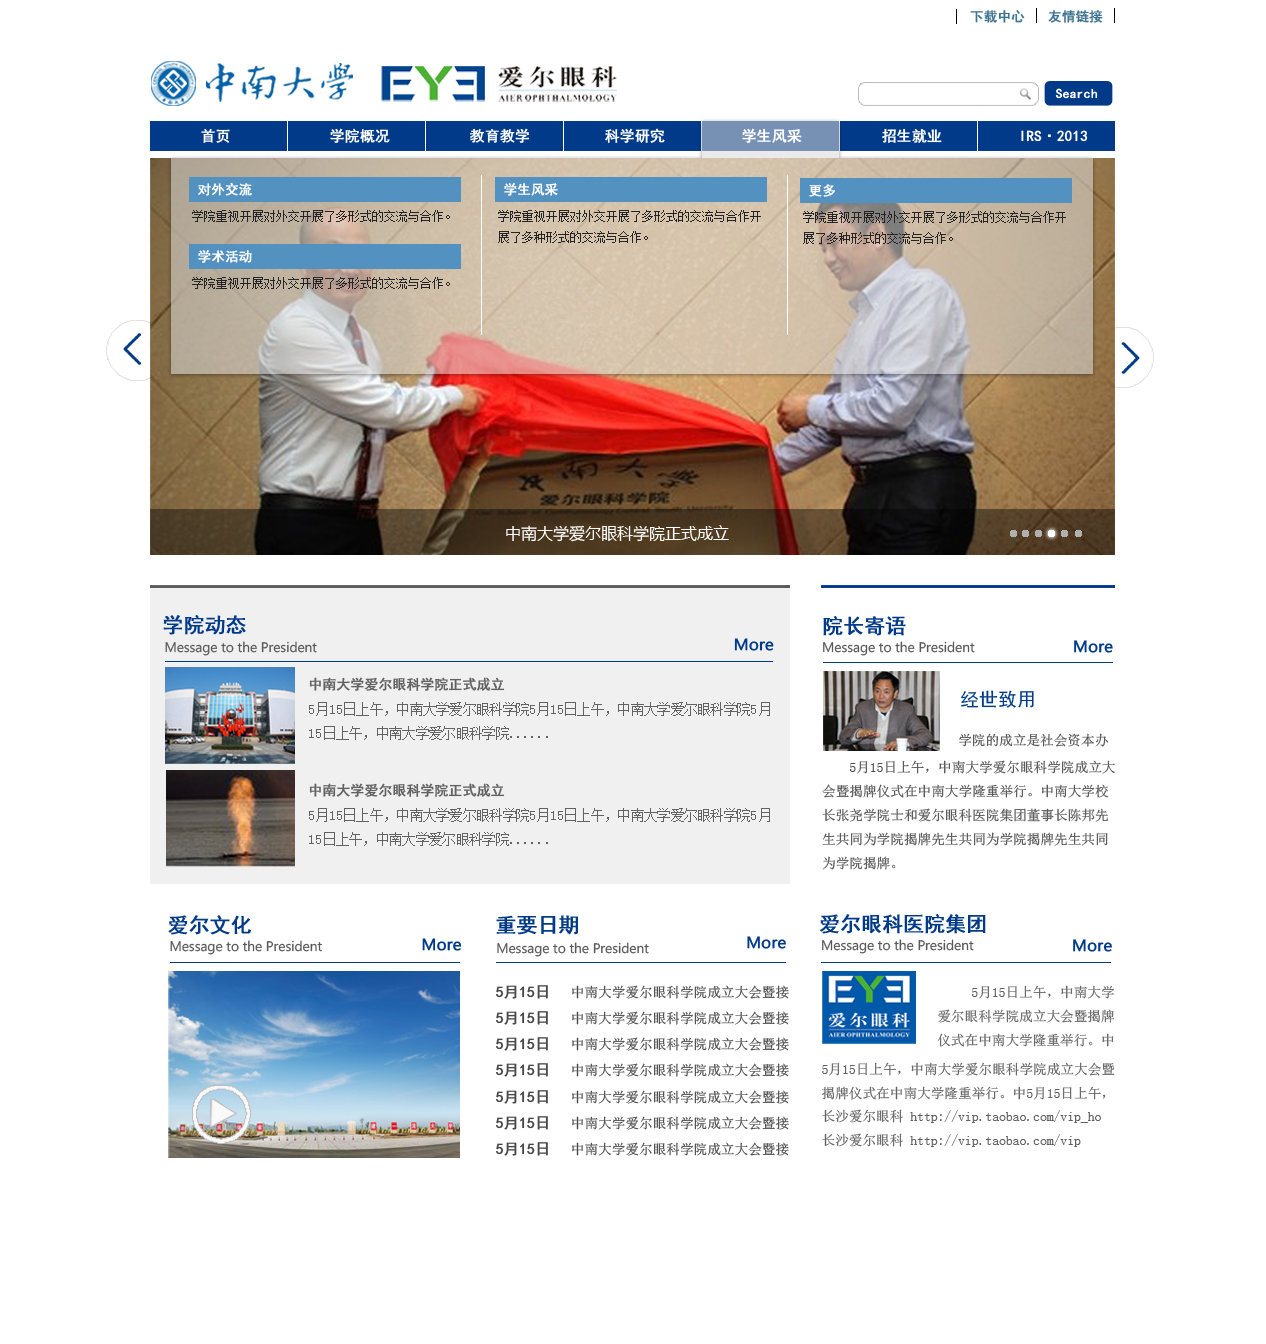 下载中心
友情链接
中南大学
EYE
爱尔眼科
AIER OPHTHALMOLOGY
Search
首页
学院概况
教育教学
科学研究
学生风采
招生就业
IRS·2013
对外交流
学院重视开展对外交开展了多形式的交流与合作。
学术活动
学院重视开展对外交开展了多形式的交流与合作。
学生风采
学院重视开展对外交开展了多形式的交流与合作开
展了多种形式的交流与合作。
更多
学院重视开展对外交开展了多形式的交流与合作开
展了多种形式的交流与合作。
中南大学
爱尔眼科学院
中南大学爱尔眼科学院正式成立
学院动态
Message to the President
More
中南大学爱尔眼科学院正式成立
5月15日上午，中南大学爱尔眼科学院5月15日上午，中南大学爱尔眼科学院5月
15日上午，中南大学爱尔眼科学院......
中南大学爱尔眼科学院正式成立
5月15日上午，中南大学爱尔眼科学院5月15日上午，中南大学爱尔眼科学院5月
15日上午，中南大学爱尔眼科学院......
院长寄语
Message to the President
More
经世致用
学院的成立是社会资本办
5月15日上午，中南大学爱尔眼科学院成立大
会暨揭牌仪式在中南大学隆重举行。中南大学校
长张尧学院士和爱尔眼科医院集团董事长陈邦先
生共同为学院揭牌先生共同为学院揭牌先生共同
为学院揭牌。
爱尔文化
Message to the President
More
重要日期
Message to the President
More
5月15日 中南大学爱尔眼科学院成立大会暨接
5月15日 中南大学爱尔眼科学院成立大会暨接
5月15日 中南大学爱尔眼科学院成立大会暨接
5月15日 中南大学爱尔眼科学院成立大会暨接
5月15日 中南大学爱尔眼科学院成立大会暨接
5月15日 中南大学爱尔眼科学院成立大会暨接
5月15日 中南大学爱尔眼科学院成立大会暨接
爱尔眼科医院集团
Message to the President
More
EYE
爱尔眼科
AIER OPHTHALMOLOGY
5月15日上午，中南大学
爱尔眼科学院成立大会暨揭牌
仪式在中南大学隆重举行。中
5月15日上午，中南大学爱尔眼科学院成立大会暨
揭牌仪式在中南大学隆重举行。中5月15日上午，
长沙爱尔眼科 http://vip.taobao.com/vip_ho
长沙爱尔眼科 http://vip.taobao.com/vip